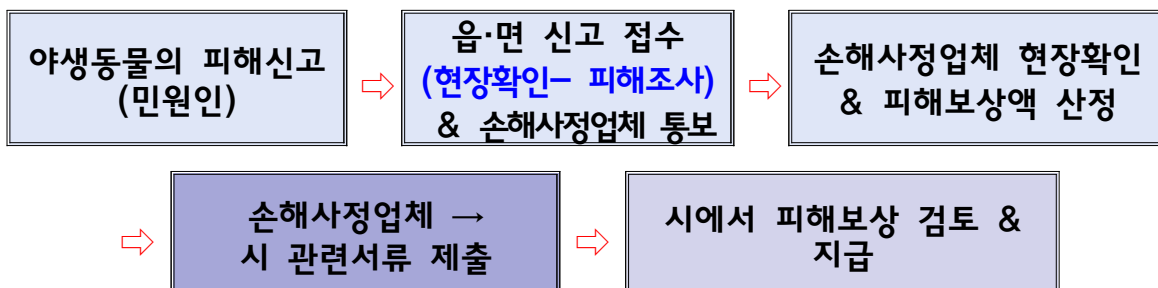 야생동물의 피해신고
(민원인)
⇨
읍·면 신고 접수
(현장확인– 피해조사)
& 손해사정업체 통보
⇨
손해사정업체 현장확인
& 피해보상액 산정
⇨
손해사정업체 →
시 관련서류 제출
⇨
시에서 피해보상 검토 &
지급